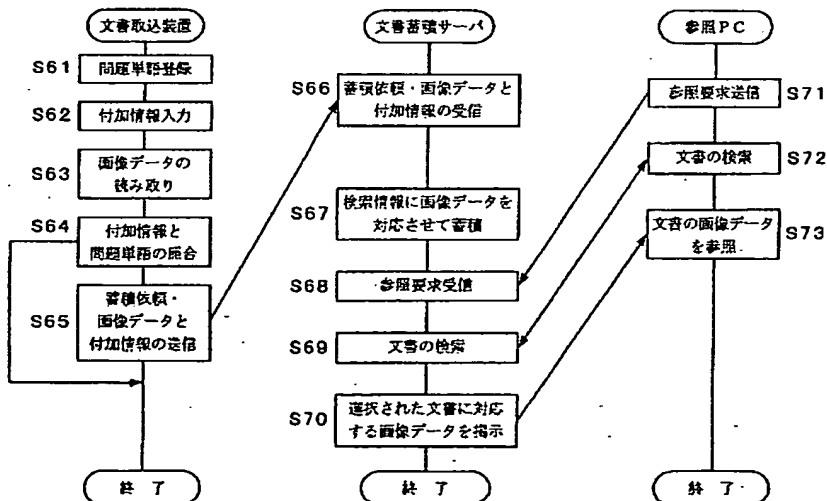 文書取込装置
S61
問題単語登録
S62
付加情報入力
S63
画像データの
読み取り
S64
付加情報と
問題単語の照合
S65
蓄積依頼・
画像データと
付加情報の送信
終 了
文書蓄積サーバ
S66
蓄積依頼・画像データと
付加情報の受信
S67
検索情報に画像データを
対応させて蓄積
S68
参照要求受信
S69
文書の検索
S70
選択された文書に対応
する画像データを掲示
終 了
参照PC
参照要求送信
S71
文書の検索
S72
文書の画像データ
を参照
S73
終 了